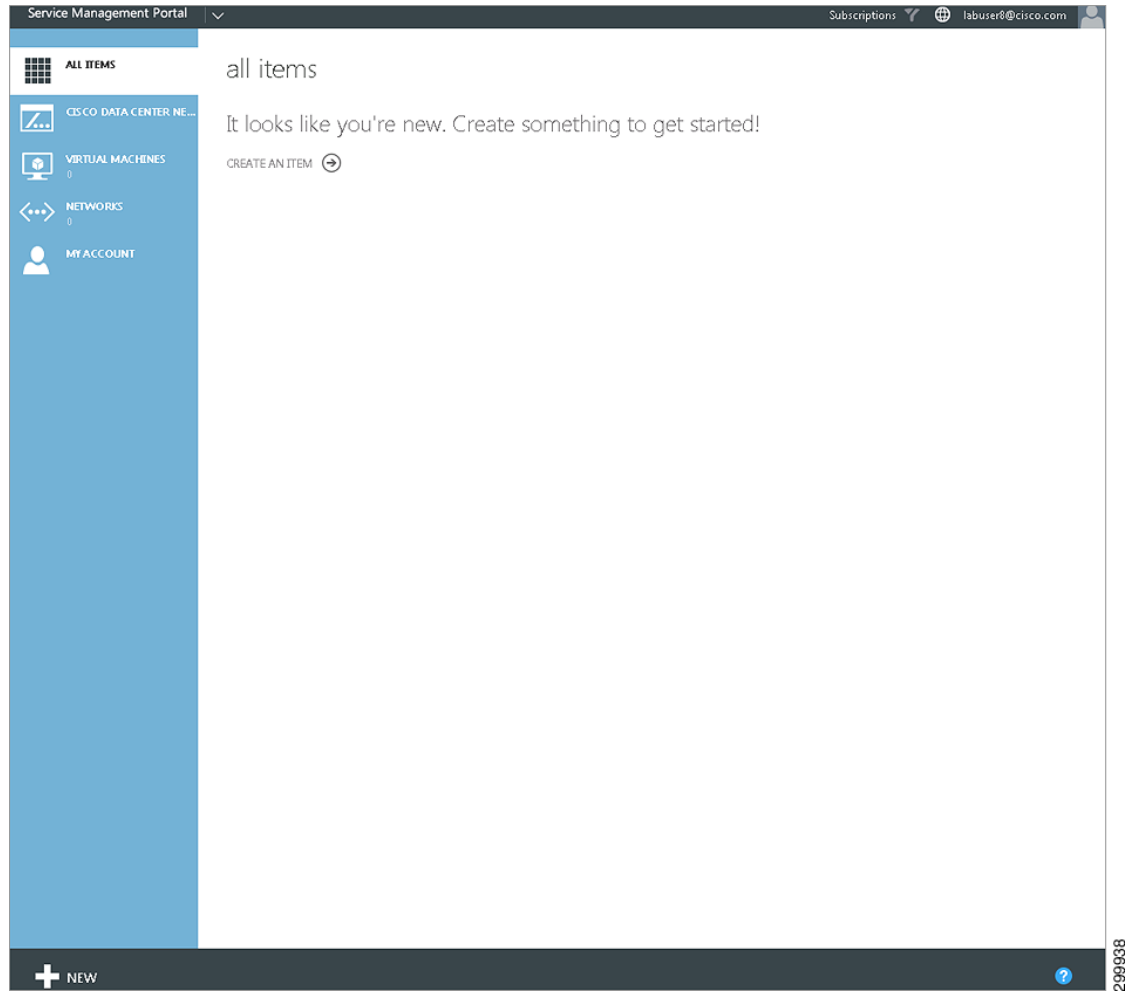 Service Management Portal
Subscriptions
labuser8@cisco.com
ALL ITEMS
CISCO DATA CENTER NE...
VIRTUAL MACHINES
0
NETWORKS
0
MY ACCOUNT
all items
It looks like you're new. Create something to get started!
CREATE AN ITEM
NEW
?
299938